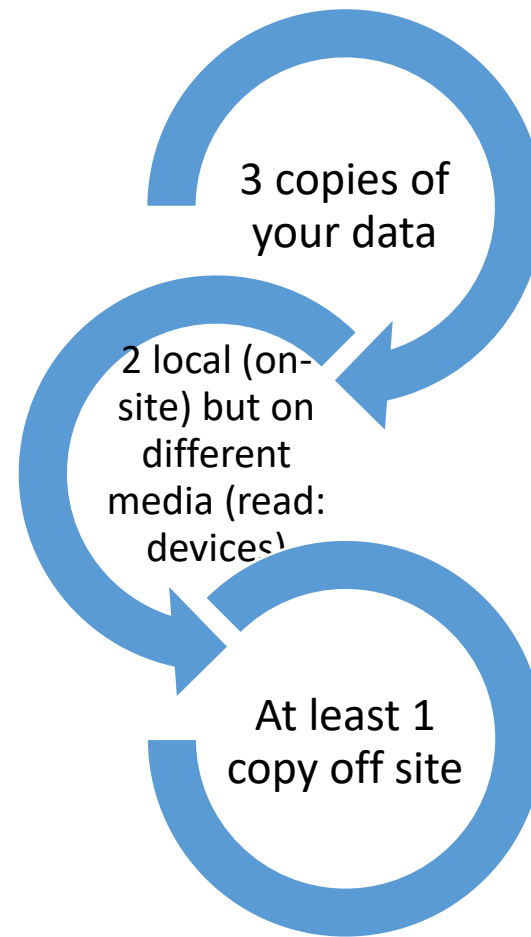 3 copies of
your data
2 local (on-
site) but on
different
media (read:
devices)
At least 1
copy off site